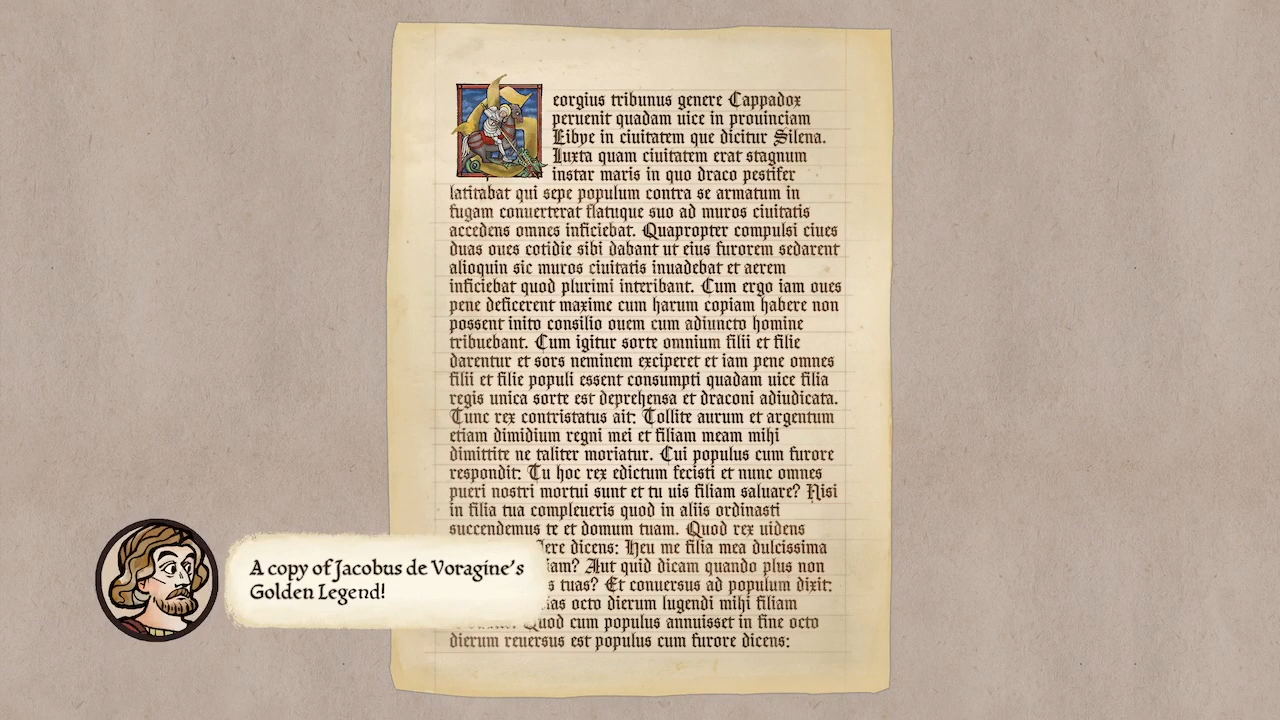 eorgius tribunus genere Cappadox
peruenit quadam uice in prouinciam
Libye in ciuitatem que dicitur Silena.
Iuxta quam ciuitatem erat stagnum
instar maris in quo draco pestifer
latitabat qui sepe populum contra se armatum in
fugam conuerterat flatuque suo ad muros ciuitatis
accedens omnes inficiebat. Quapropter compulsi ciues
duas oues cotidie sibi dabant ut eius furorem sedarent
alioquin sic muros ciuitatis inuadebat et aerem
inficiebat quod plurimi interibant. Cum ergo iam oues
pene deficerent maxime cum harum copiam habere non
possent inito consilio ouem cum adiuncto homine
tribuebant. Cum igitur sorte omnium filii et filie
darentur et sors neminem exciperet et iam pene omnes
filii et filie populi essent consumpti quadam uice filia
regis unica sorte est deprehensa et draconi adiudicata.
Tunc rex contristatus ait: Tollite aurum et argentum
etiam dimidium regni mei et filiam meam mihi
dimittite ne taliter moriatur. Cui populus cum furore
respondit: Tu hoc rex edictum fecisti et nunc omnes
pueri nostri mortui sunt et tu uis filiam saluare? Nisi
in filia tua compleueris quod in aliis ordinasti
succendemus te et domum tuam. Quod rex uidens
dicens: Heu me filia mea dulcissima
Aut quid dicam quando plus non
tuas? Et conuersus ad populum dixit:
octo dierum lugendi mihi filiam
Quod cum populus annuisset in fine octo
dierum reuersus est populus cum furore dicens:
A copy of Jacobus de Voragine's
Golden Legend!